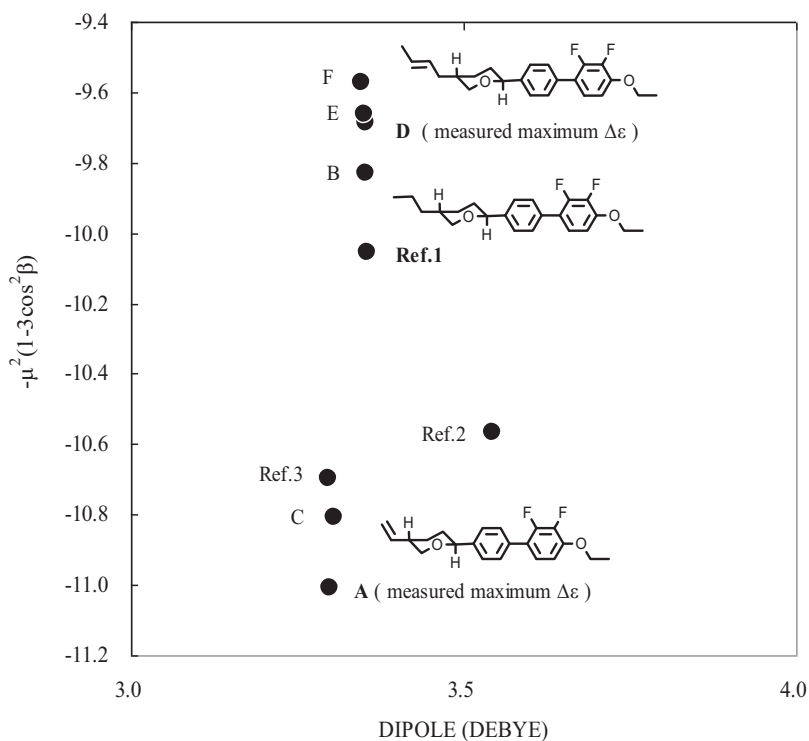 -9.4
-9.6
-9.8
-10.0
-10.2
-10.4
-10.6
-10.8
-11.0
-11.2
-μ²(1-3cos²β)
3.0
3.5
4.0
DIPOLE (DEBYE)
F
E
D ( measured maximum Δε )
B
Ref.1
Ref.2
Ref.3
C
A ( measured maximum Δε )
H
O
H
F
F
O
H
O
H
F
F
O
H
O
H
F
F
O